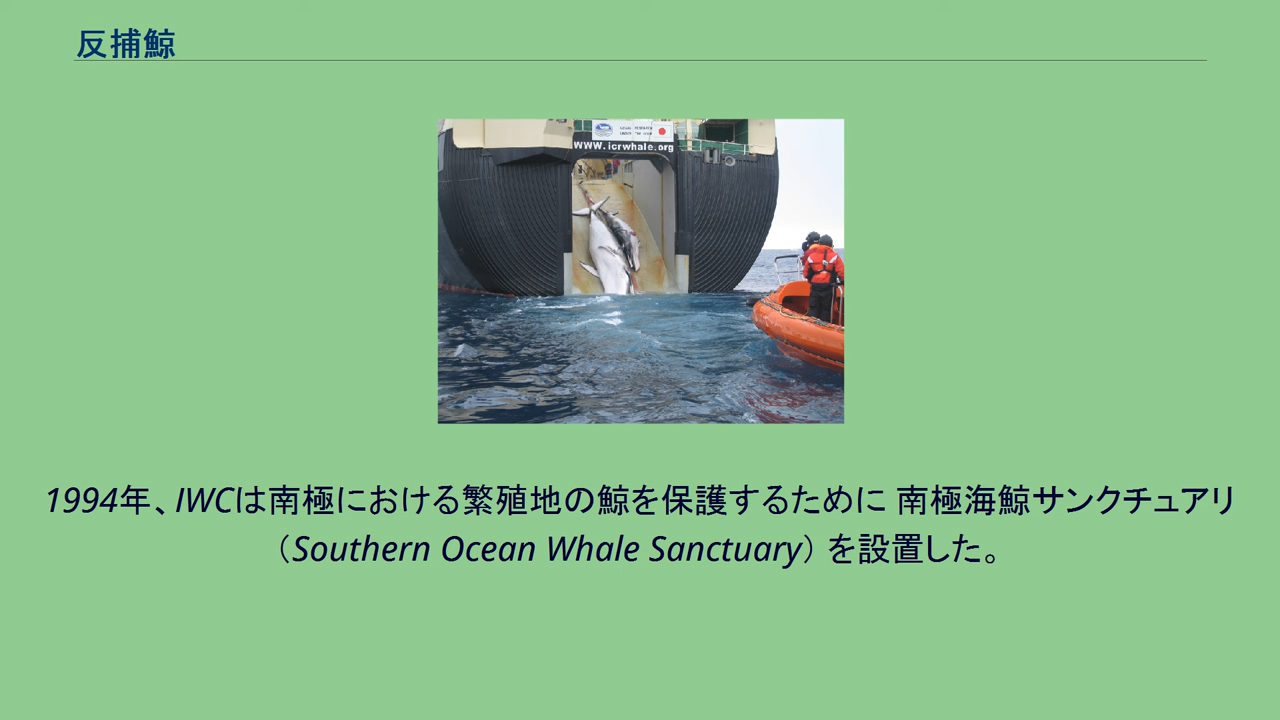 反捕鯨
www.icrwhale.org
1994年、IWCは南極における繁殖地の鯨を保護するために 南極海鯨サンクチュアリ
（Southern Ocean Whale Sanctuary）を設置した。